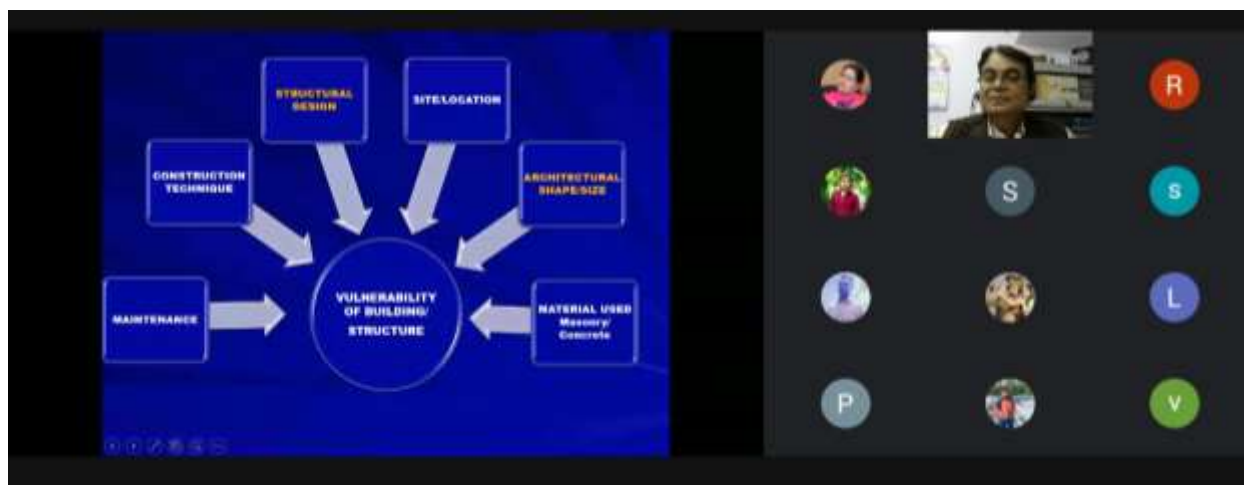 STRUCTURAL
DESIGN
SITE/LOCATION
CONSTRUCTION
TECHNIQUE
ARCHITECTURAL
SHAPE/SIZE
MAINTENANCE
VULNERABILITY
OF BUILDING/
STRUCTURE
MATERIAL USED
Masonry/
Concrete
R
S
s
L
P
V